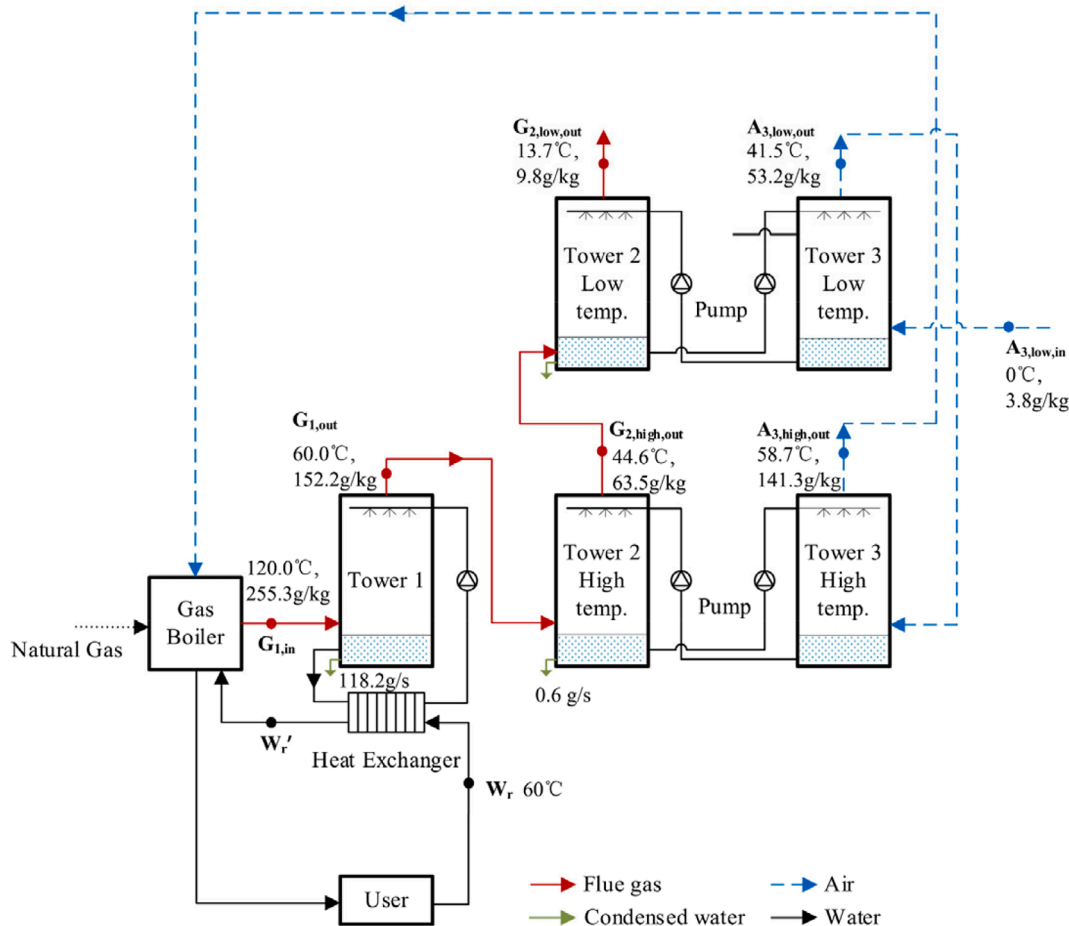 G2,low,out
13.7℃,
9.8g/kg
A3,low,out
41.5℃,
53.2g/kg
Tower 2
Low
temp.
Pump
Tower 3
Low
temp.
A3,low,in
0℃,
3.8g/kg
G1,out
60.0℃,
152.2g/kg
G2,high,out
44.6℃,
63.5g/kg
A3,high,out
58.7℃,
141.3g/kg
Tower 1
Tower 2
High
temp.
Pump
Tower 3
High
temp.
120.0℃,
255.3g/kg
Gas
Boiler
Natural Gas
G1,in
118.2g/s
0.6 g/s
Wr′
Heat Exchanger
Wr 60℃
User
Flue gas
Air
Condensed water
Water